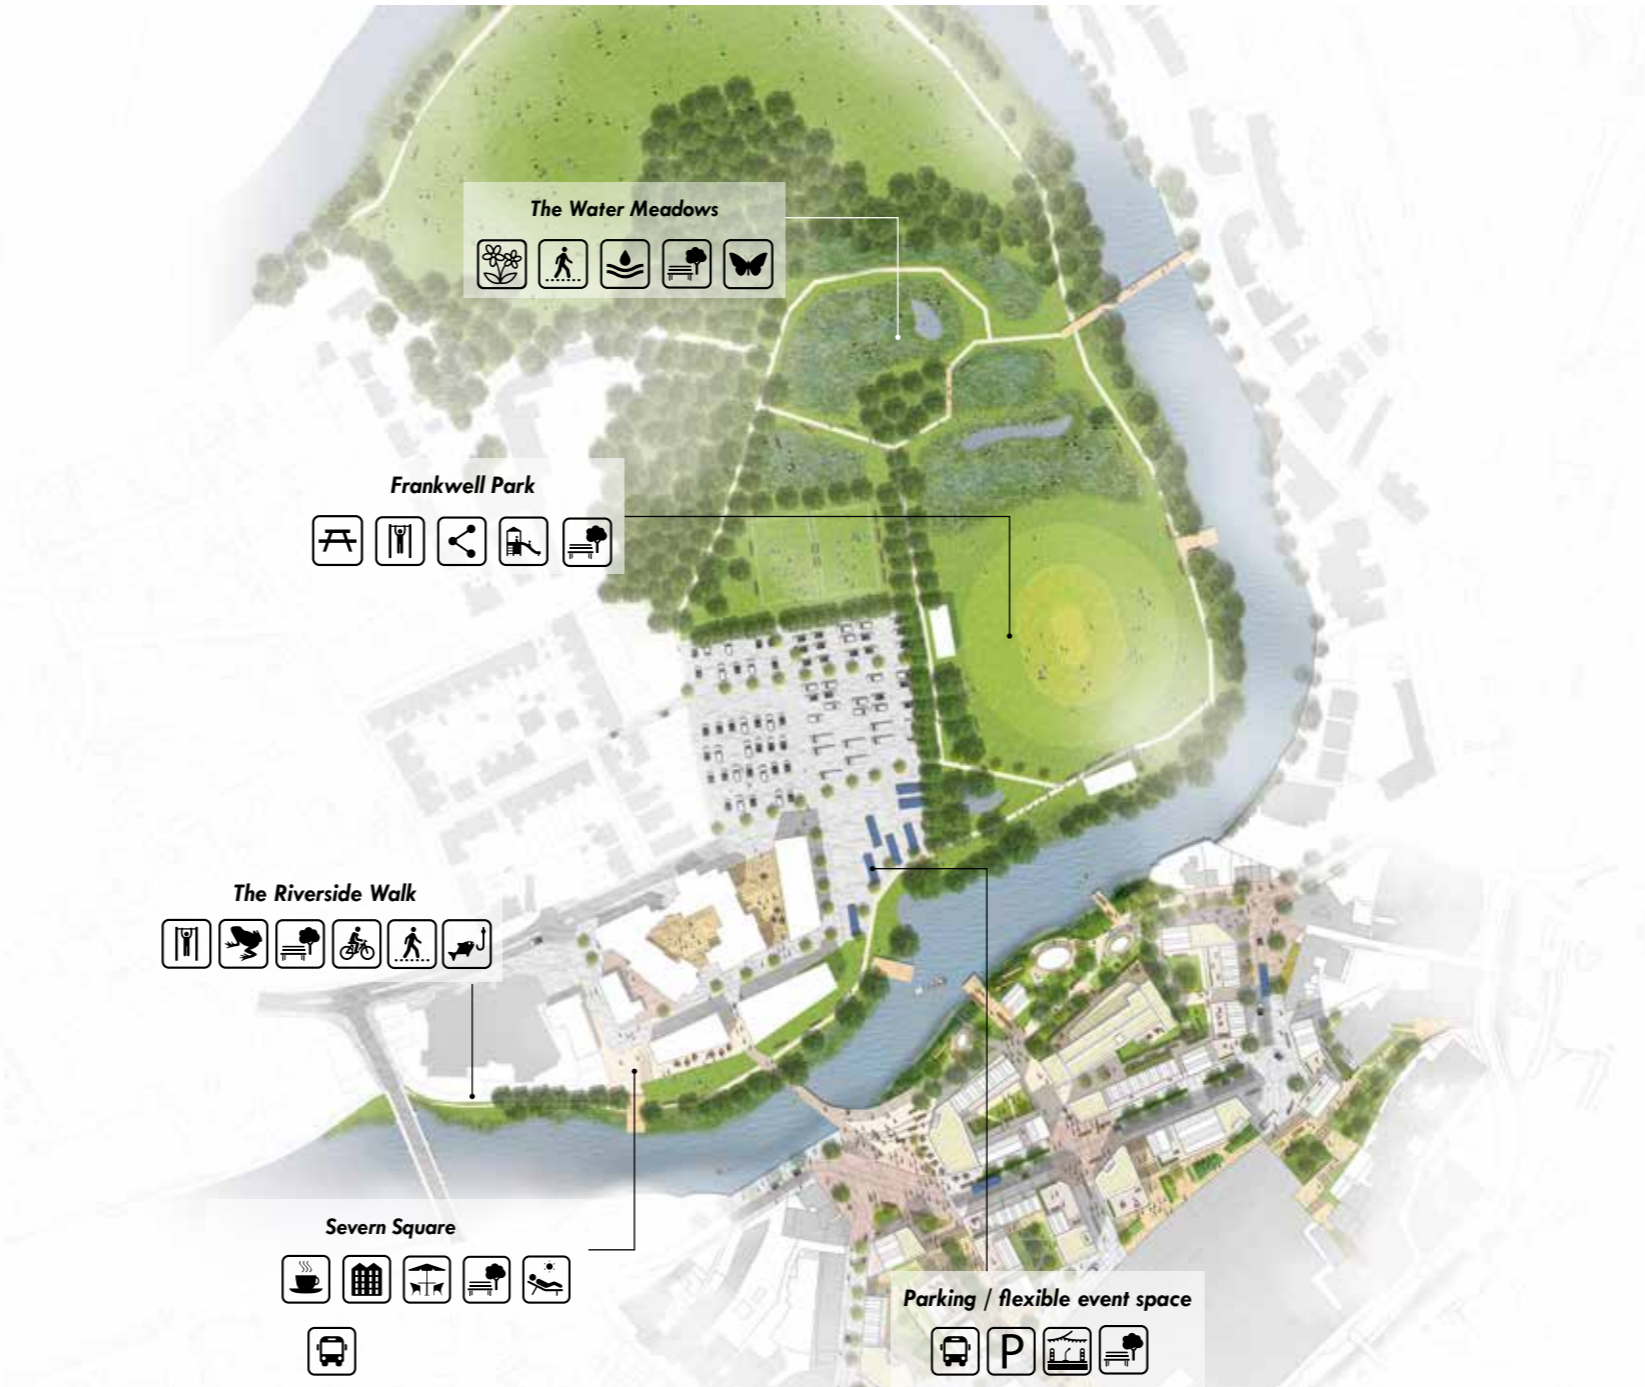 The Water Meadows
Frankwell Park
The Riverside Walk
Severn Square
Parking / flexible event space
P